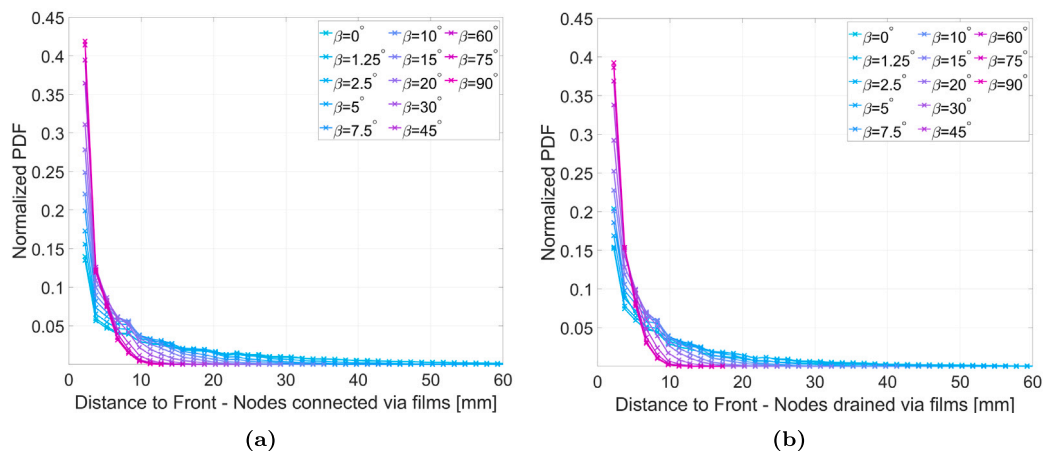 0.45
0.4
0.35
0.3
0.25
0.2
0.15
0.1
0.05
Normalized PDF
0 10 20 30 40 50 60
Distance to Front - Nodes connected via films [mm]
β=0° β=10° β=60°
β=1.25° β=15° β=75°
β=2.5° β=20° β=90°
β=5° β=30°
β=7.5° β=45°
(a)
0.45
0.4
0.35
0.3
0.25
0.2
0.15
0.1
0.05
Normalized PDF
0 10 20 30 40 50 60
Distance to Front - Nodes drained via films [mm]
β=0° β=10° β=60°
β=1.25° β=15° β=75°
β=2.5° β=20° β=90°
β=5° β=30°
β=7.5° β=45°
(b)